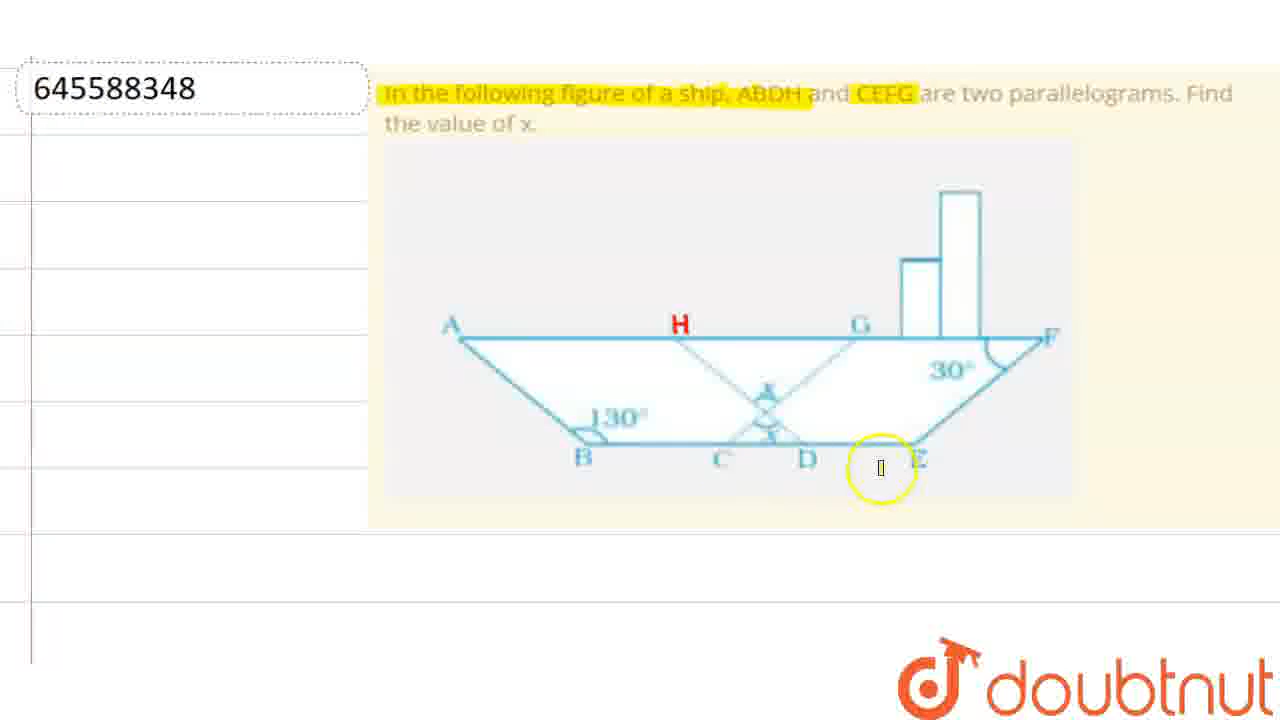 645588348
In the following figure of a ship, ABDH and CEFG are two parallelograms. Find
the value of x.
A
H
G
F
30°
130°
x
B
C
D
E
doubtnut